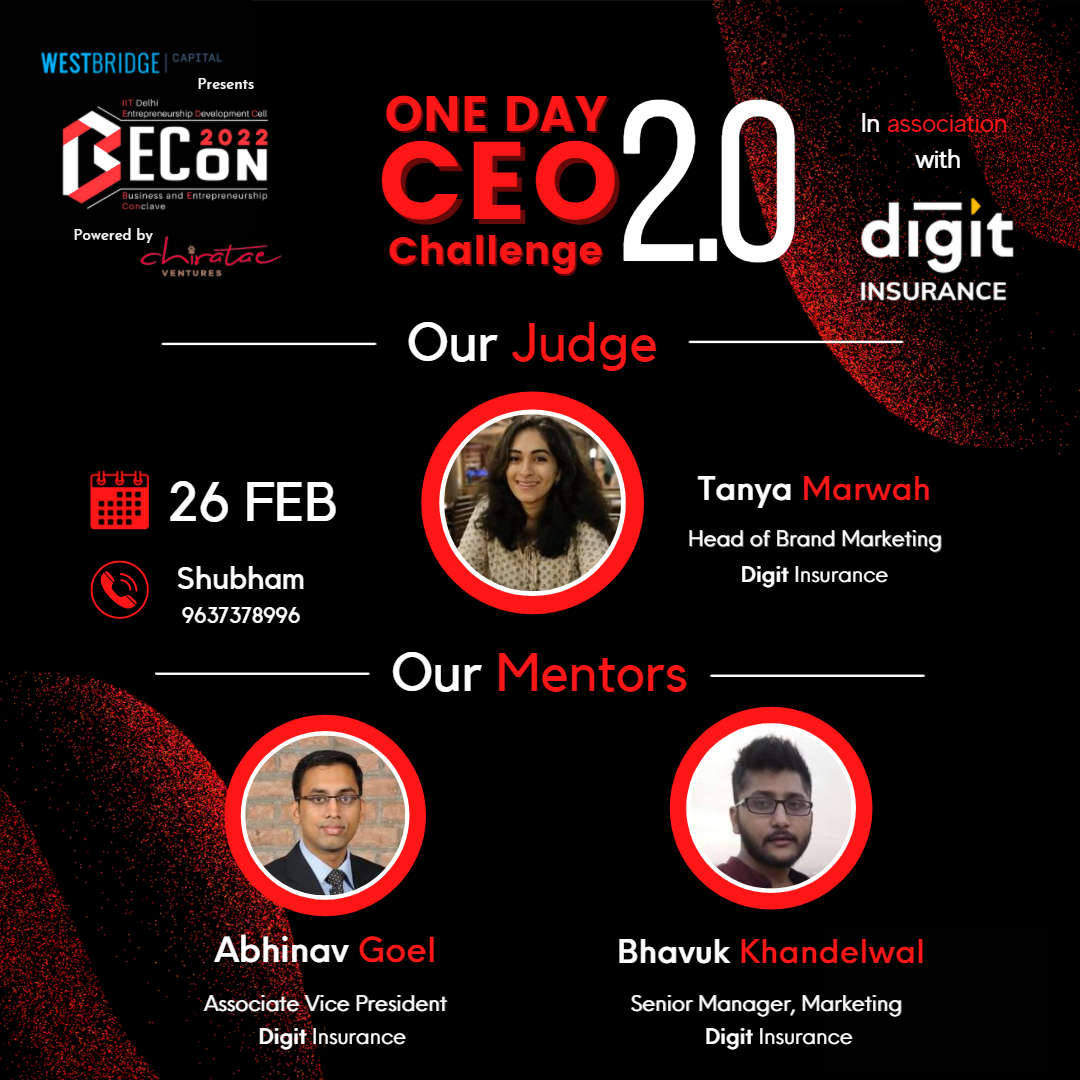 WESTBRIDGE | CAPITAL
Presents
IIT Delhi
Entrepreneurship Development Cell
BECON 2022
Business and Entrepreneurship
Conclave
Powered by
chiratae
VENTURES
ONE DAY
CEO
Challenge
2.0
In association
with
digit
INSURANCE
Our Judge
26 FEB
Shubham
9637378996
Tanya Marwah
Head of Brand Marketing
Digit Insurance
Our Mentors
Abhinav Goel
Associate Vice President
Digit Insurance
Bhavuk Khandelwal
Senior Manager, Marketing
Digit Insurance